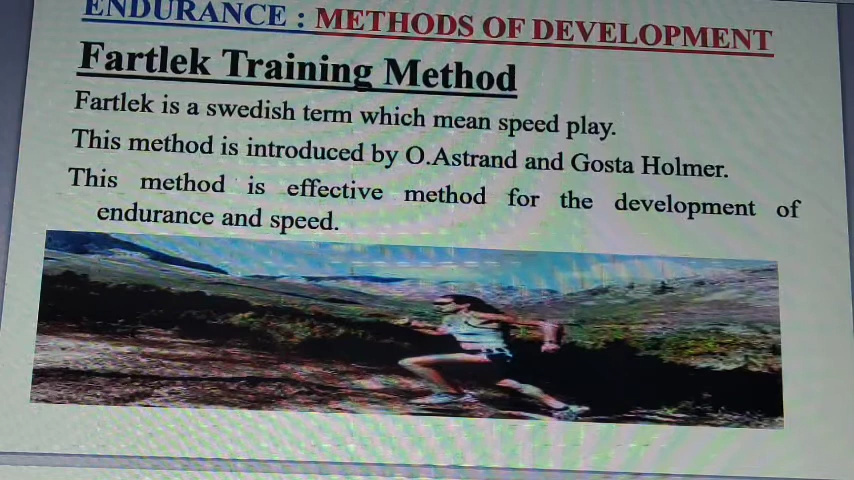 ENDURANCE : METHODS OF DEVELOPMENT
Fartlek Training Method
Fartlek is a swedish term which mean speed play.
This method is introduced by O.Astrand and Gosta Holmer.
This method is effective method for the development of
endurance and speed.